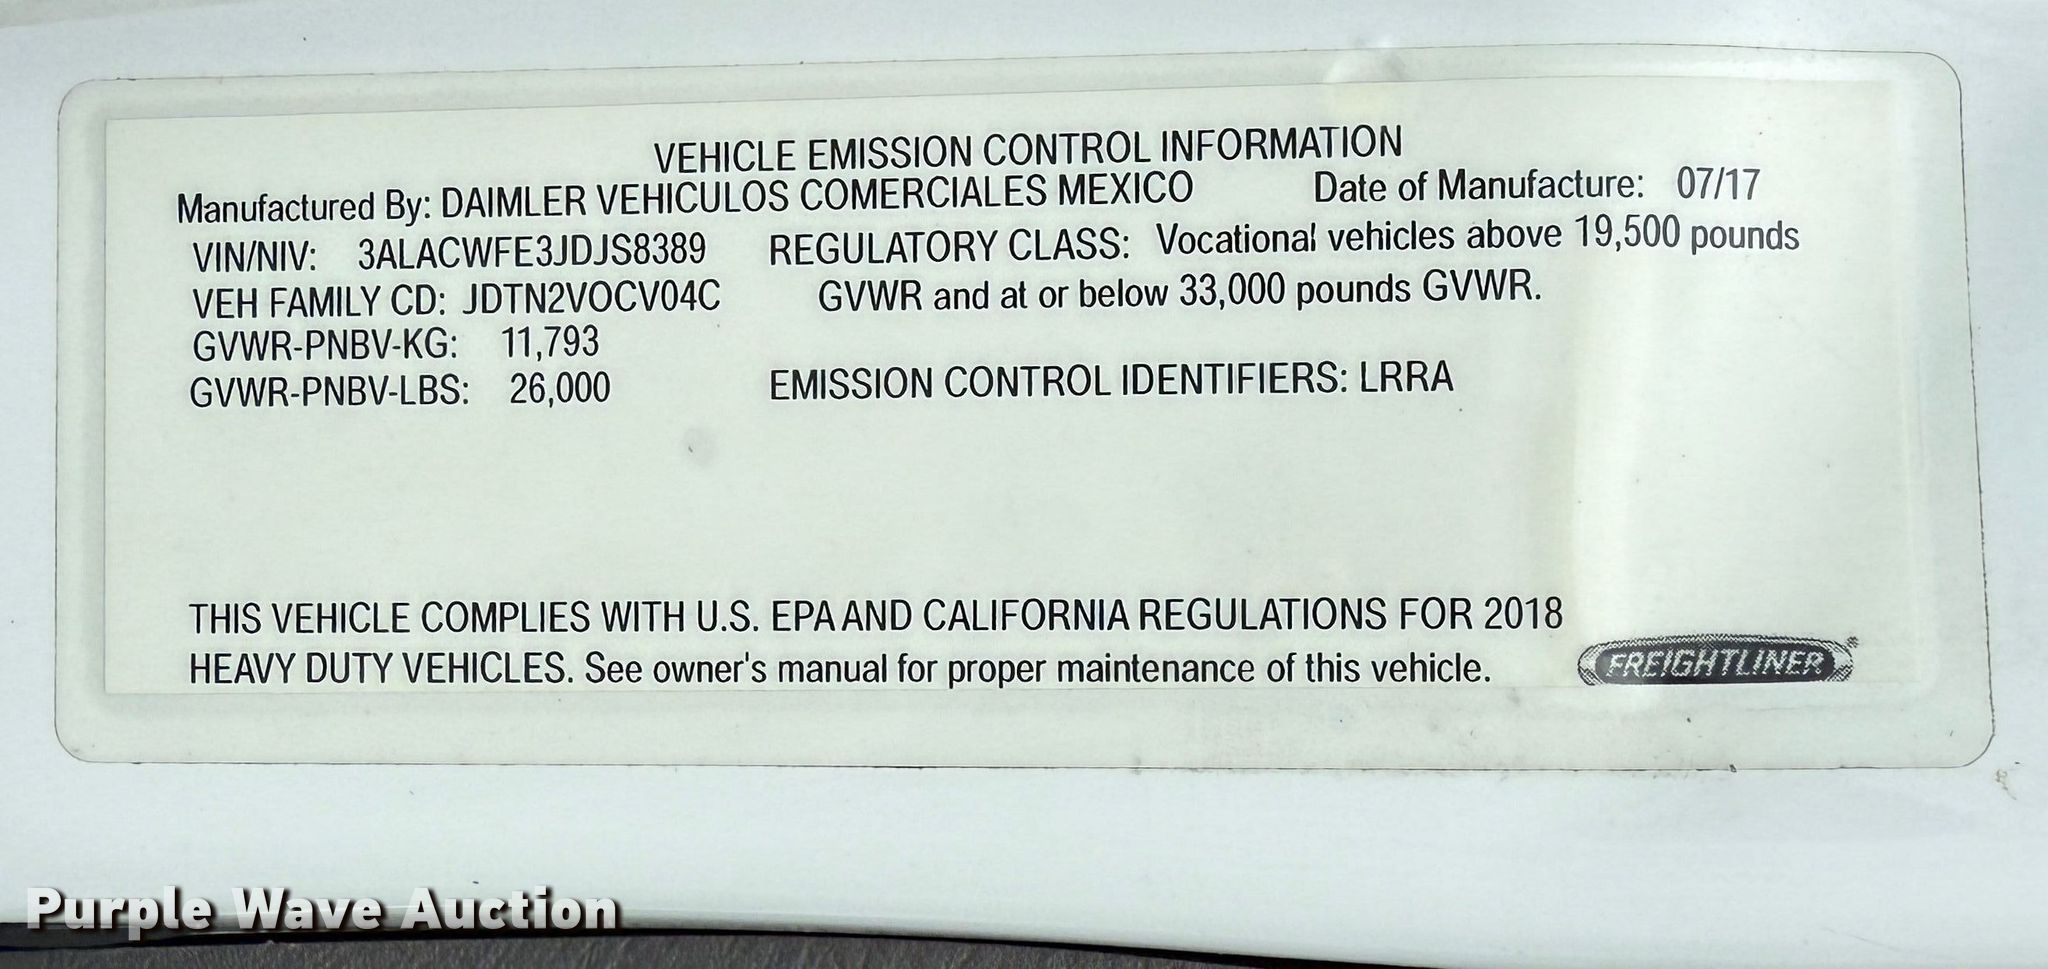 VEHICLE EMISSION CONTROL INFORMATION
Manufactured By: DAIMLER VEHICULOS COMERCIALES MEXICO Date of Manufacture: 07/17
VIN/NIV: 3ALACWFE3JDJS8389 REGULATORY CLASS: Vocational vehicles above 19,500 pounds
VEH FAMILY CD: JDTN2VOCV04C GVWR and at or below 33,000 pounds GVWR.
GVWR-PNBV-KG: 11,793
GVWR-PNBV-LBS: 26,000 EMISSION CONTROL IDENTIFIERS: LRRA
THIS VEHICLE COMPLIES WITH U.S. EPA AND CALIFORNIA REGULATIONS FOR 2018
HEAVY DUTY VEHICLES. See owner's manual for proper maintenance of this vehicle.
FREIGHTLINER®
Purple Wave Auction